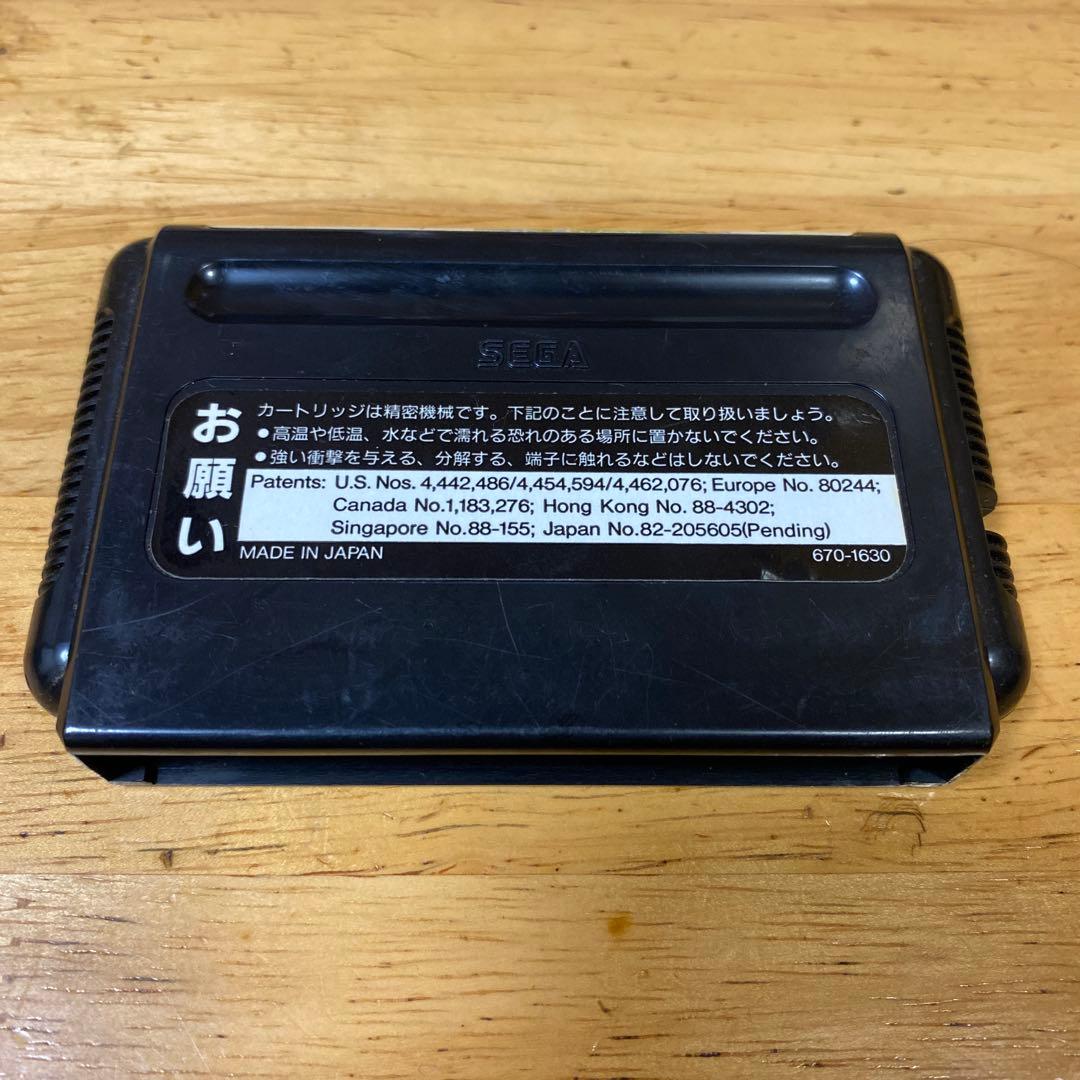 SEGA
お願い
カートリッジは精密機械です。下記のことに注意して取り扱いましょう。
●高温や低温、水などで濡れる恐れのある場所に置かないでください。
●強い衝撃を与える、分解する、端子に触れるなどはしないでください。
Patents: U.S. Nos. 4,442,486/4,454,594/4,462,076; Europe No. 80244;
Canada No.1,183,276; Hong Kong No. 88-4302;
Singapore No.88-155; Japan No.82-205605(Pending)
MADE IN JAPAN 670-1630